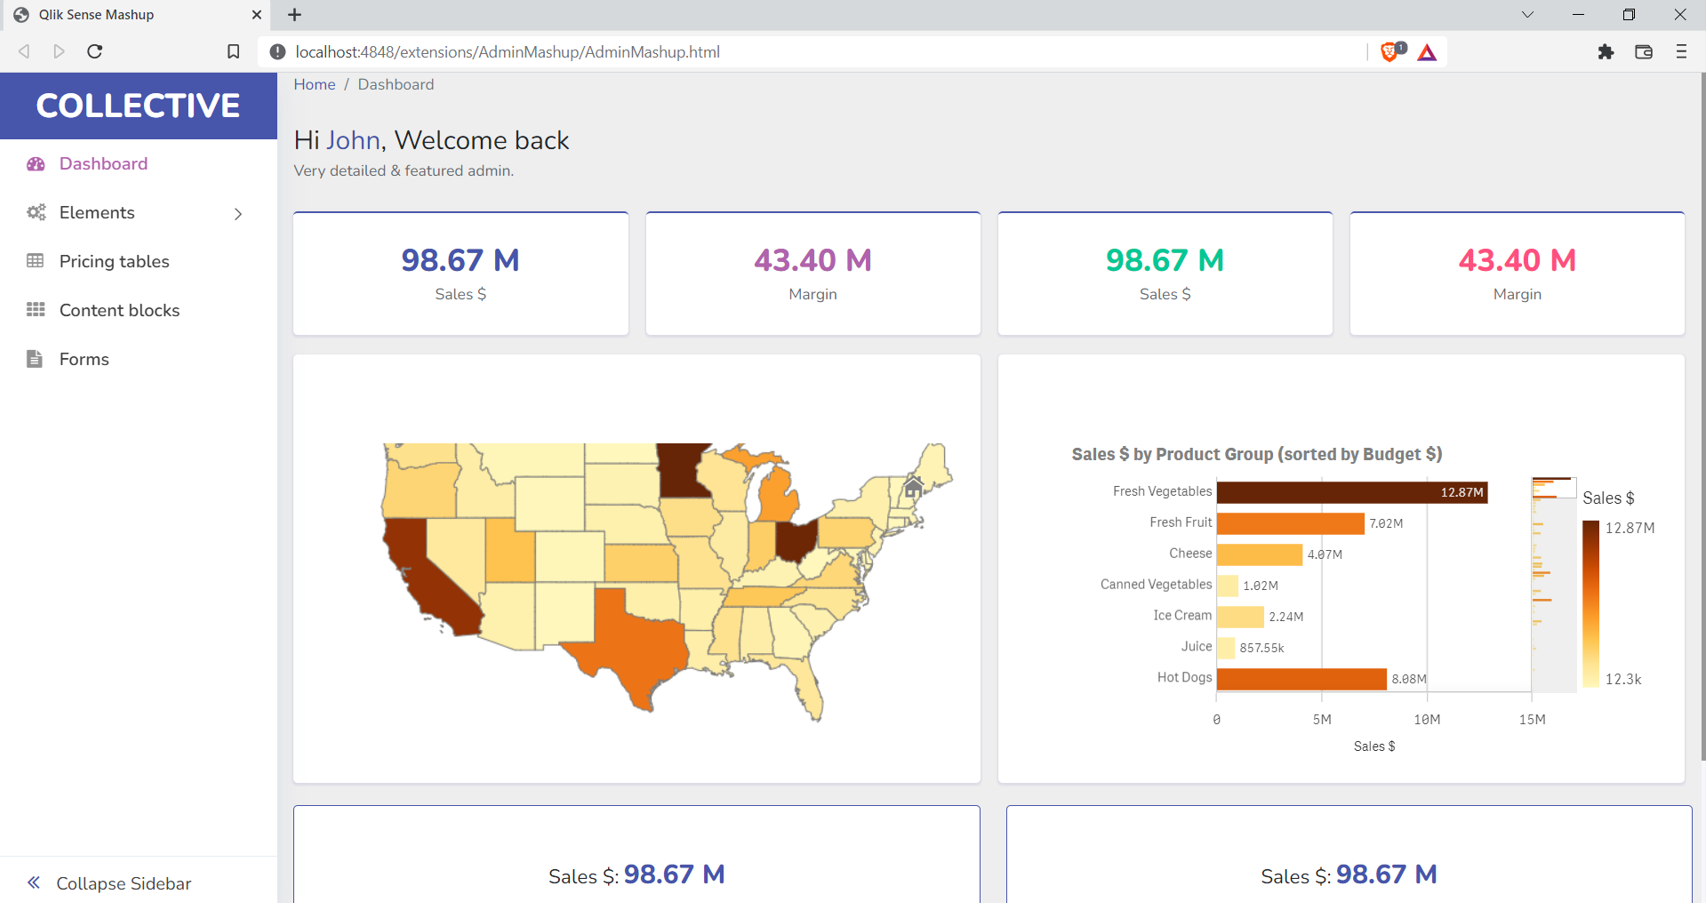 Qlik Sense Mashup
localhost:4848/extensions/AdminMashup/AdminMashup.html
1
COLLECTIVE
Dashboard
Elements
Pricing tables
Content blocks
Forms
Collapse Sidebar
Home / Dashboard
Hi John, Welcome back
Very detailed & featured admin.
98.67 M
Sales $
43.40 M
Margin
98.67 M
Sales $
43.40 M
Margin
Sales $ by Product Group (sorted by Budget $)
Fresh Vegetables 12.87M
Fresh Fruit 7.02M
Cheese 4.07M
Canned Vegetables 1.02M
Ice Cream 2.24M
Juice 857.55k
Hot Dogs 8.08M
0 5M 10M 15M
Sales $
Sales $
12.87M
12.3k
Sales $: 98.67 M
Sales $: 98.67 M